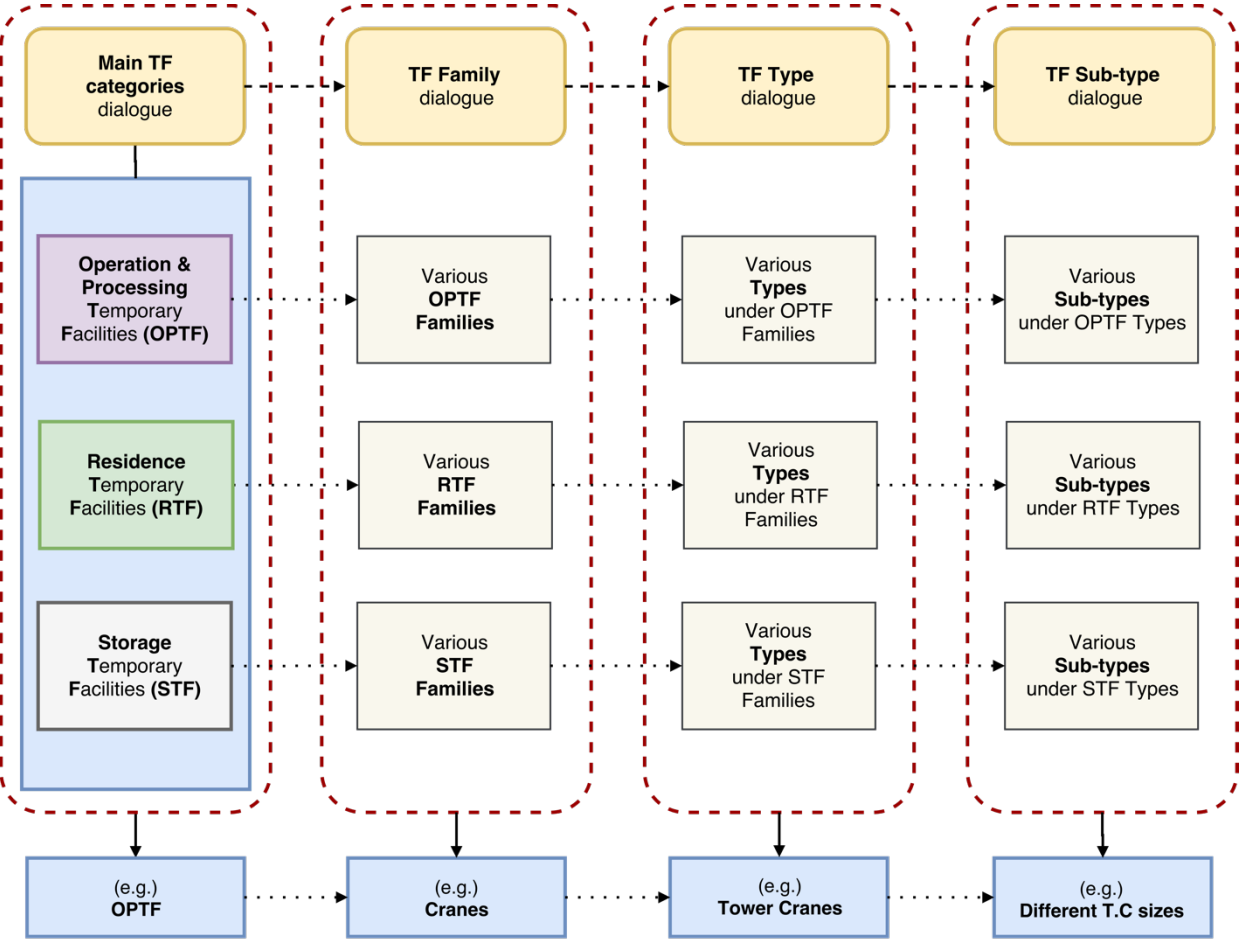 Main TF
categories
dialogue
TF Family
dialogue
TF Type
dialogue
TF Sub-type
dialogue
Operation &
Processing
Temporary
Facilities (OPTF)
Various
OPTF
Families
Various
Types
under OPTF
Families
Various
Sub-types
under OPTF Types
Residence
Temporary
Facilities (RTF)
Various
RTF
Families
Various
Types
under RTF
Families
Various
Sub-types
under RTF Types
Storage
Temporary
Facilities (STF)
Various
STF
Families
Various
Types
under STF
Families
Various
Sub-types
under STF Types
(e.g.)
OPTF
(e.g.)
Cranes
(e.g.)
Tower Cranes
(e.g.)
Different T.C sizes